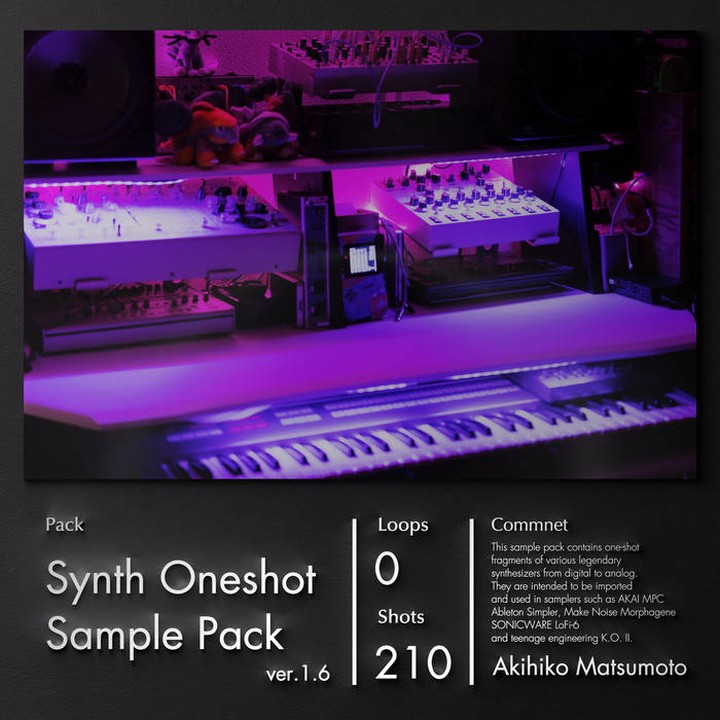 Pack
Synth Oneshot
Sample Pack
ver.1.6
Loops
0
Shots
210
Commnet
This sample pack contains one-shot
fragments of various legendary
synthesizers from digital to analog.
They are intended to be imported
and used in samplers such as AKAI MPC
Ableton Simpler, Make Noise Morphagene
SONICWARE LoFi-6
and teenage engineering K.O. II.
Akihiko Matsumoto